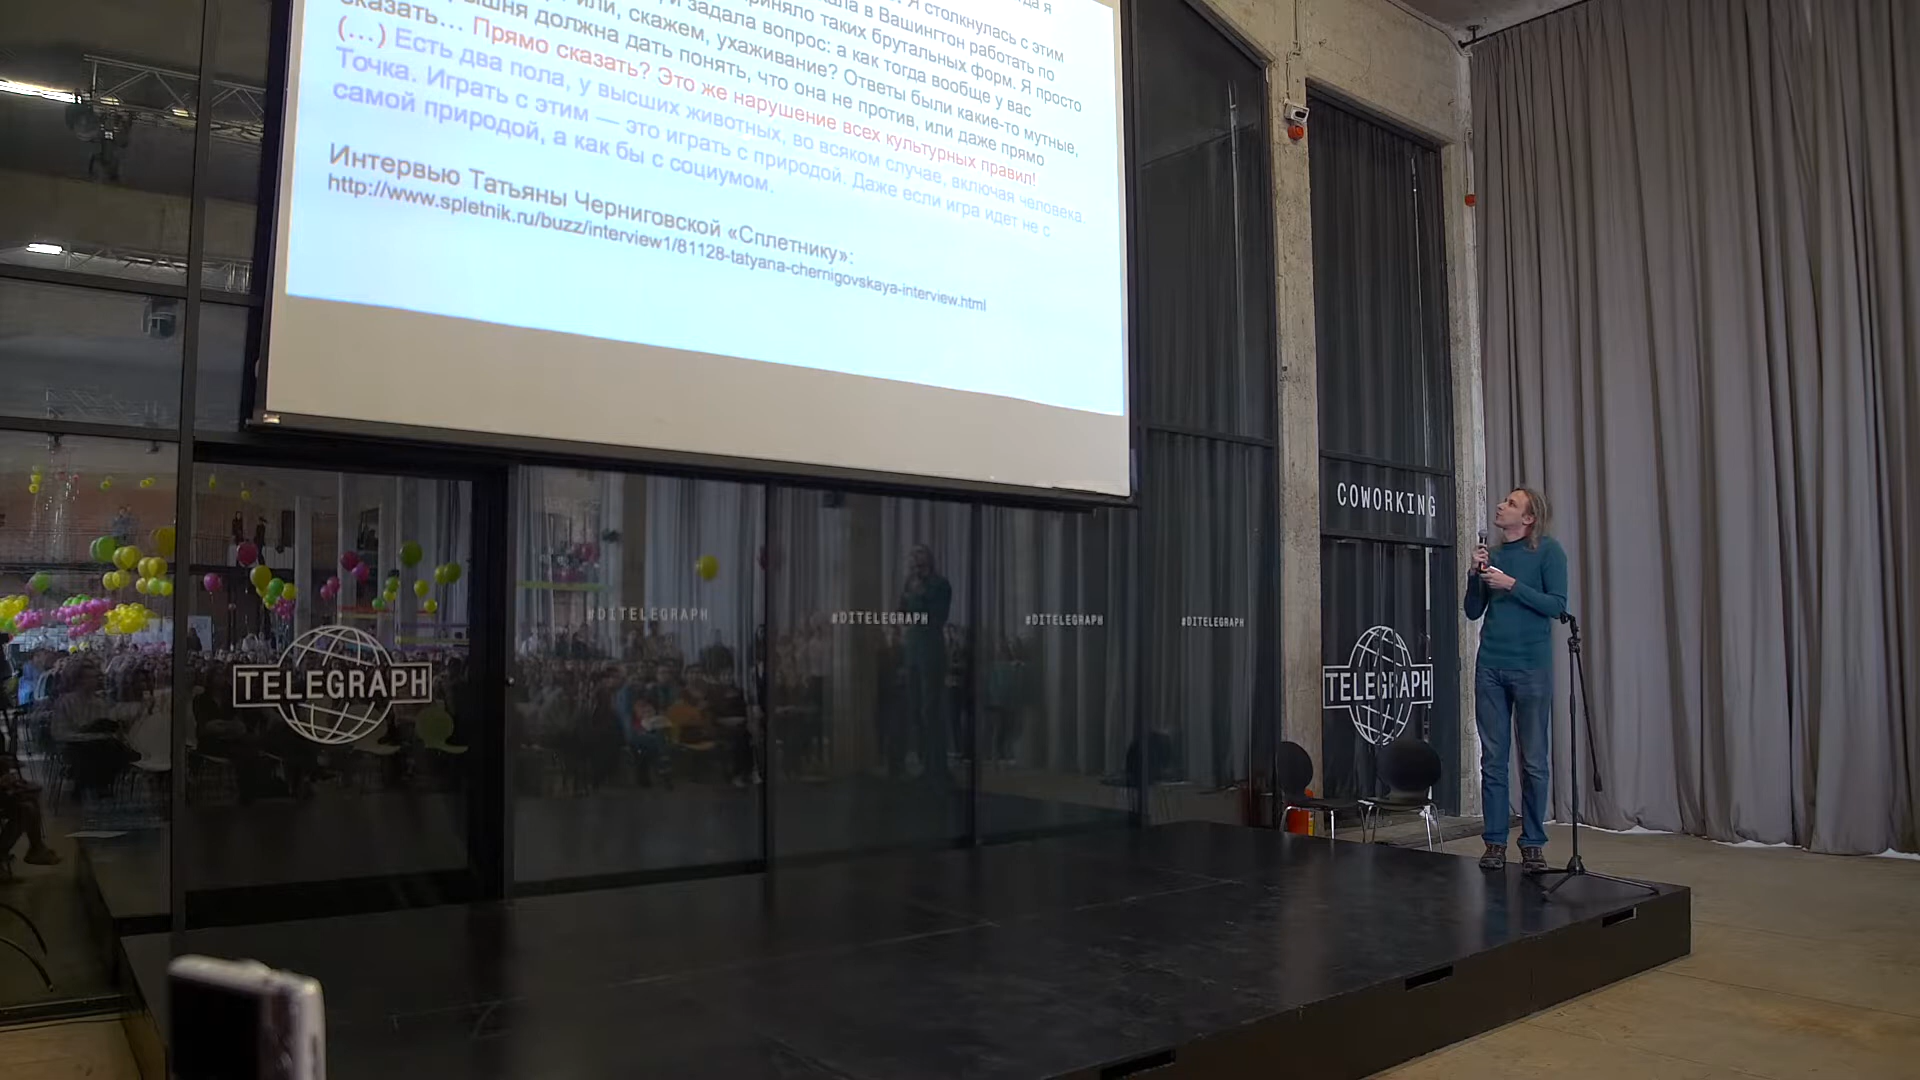 да я
Я столкнулась с этим
ала в Вашингтон работать по
риняло таких брутальных форм. Я просто
и задала вопрос: а как тогда вообще у вас
или, скажем, ухаживание? Ответы были какие-то мутные,
ышня должна дать понять, что она не против, или даже прямо
сказать... Прямо сказать? Это же нарушение всех культурных правил!
(...) Есть два пола, у высших животных, во всяком случае, включая человека.
Точка. Играть с этим — это играть с природой. Даже если игра идет не с
самой природой, а как бы с социумом.
Интервью Татьяны Черниговской «Сплетнику»:
http://www.spletnik.ru/buzz/interview1/81128-tatyana-chernigovskaya-interview.html
COWORKING
#DITELEGRAPH
#DITELEGRAPH
#DITELEGRAPH
#DITELEGRAPH
TELEGRAPH
TELEGRAPH